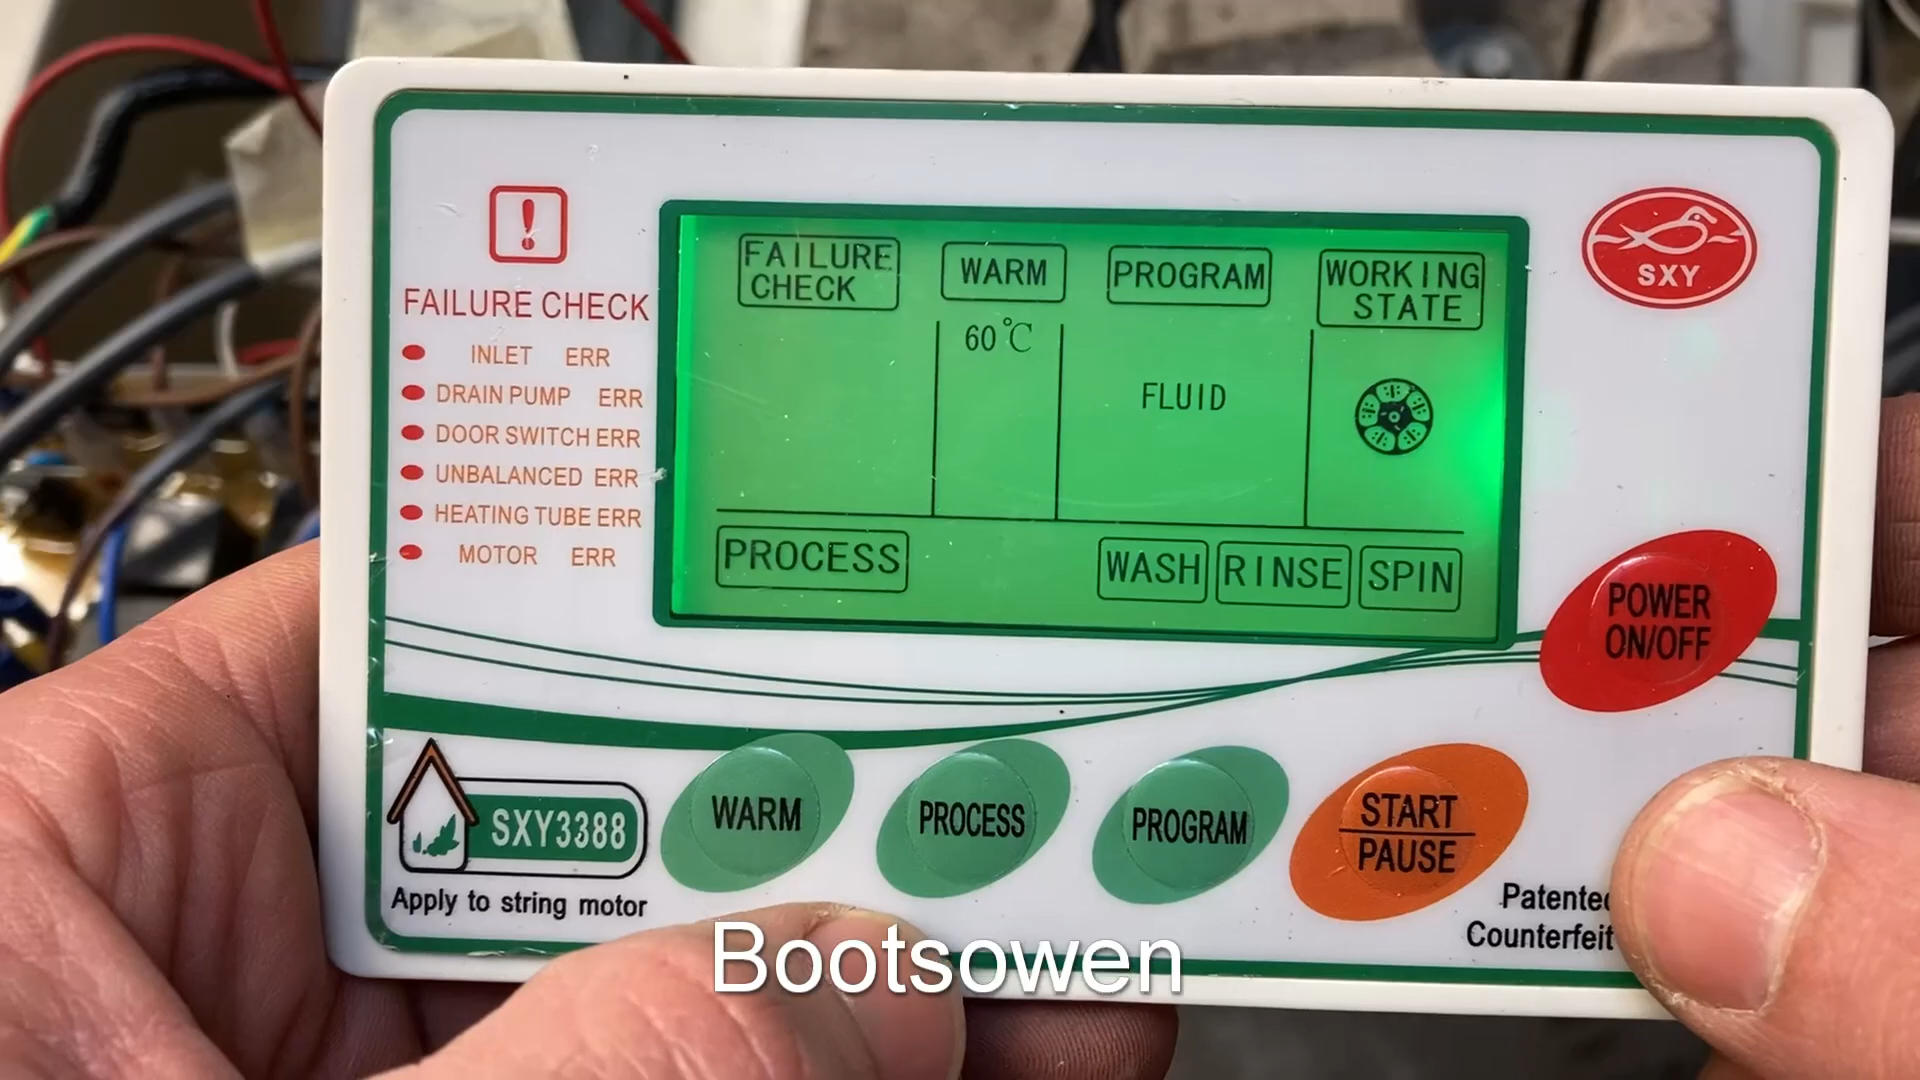 FAILURE CHECK
INLET ERR
DRAIN PUMP ERR
DOOR SWITCH ERR
UNBALANCED ERR
HEATING TUBE ERR
MOTOR ERR
FAILURE
CHECK
WARM
60℃
PROGRAM
FLUID
WORKING
STATE
PROCESS
WASH RINSE SPIN
SXY
POWER
ON/OFF
SXY3388
Apply to string motor
WARM
PROCESS
PROGRAM
START
PAUSE
Counterfeit
Bootsowen